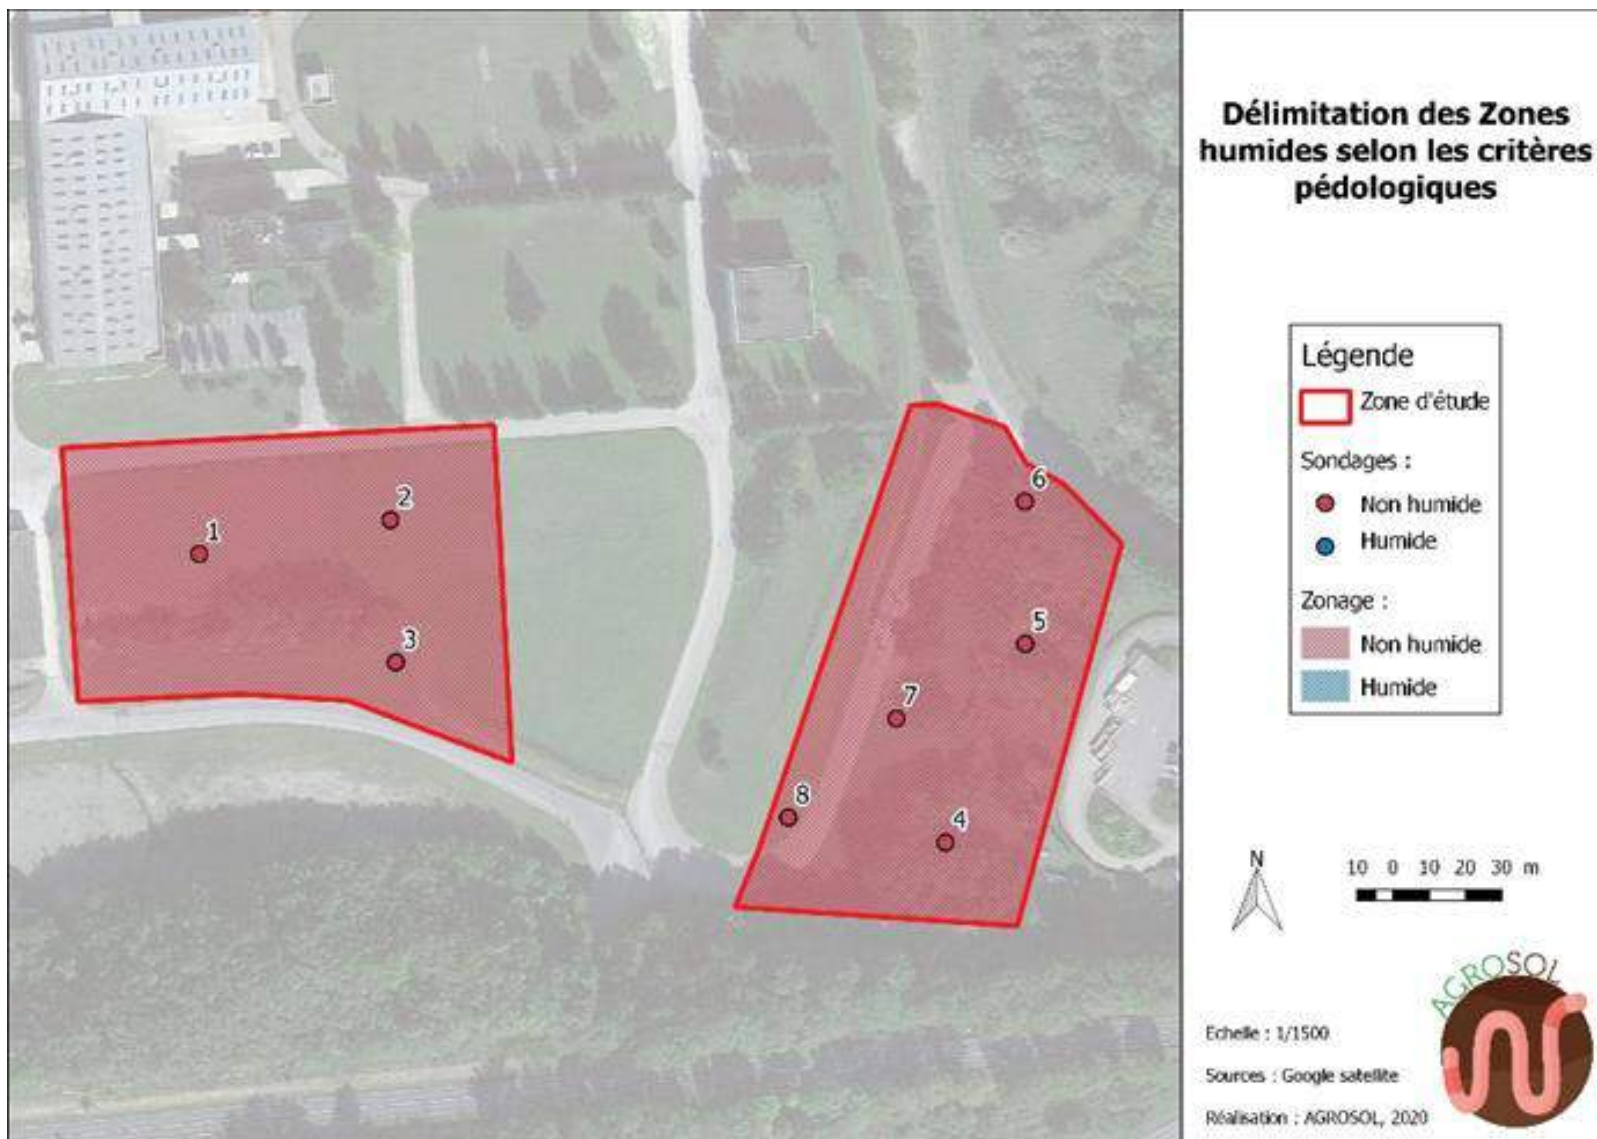 Délimitation des Zones
humides selon les critères
pédologiques
Légende
Zone d'étude
Sondages :
Non humide
Humide
Zonage :
Non humide
Humide
1
2
3
6
5
7
8
4
N
10 0 10 20 30 m
AGROSOL
Echelle : 1/1500
Sources : Google satellite
Réalisation : AGROSOL, 2020